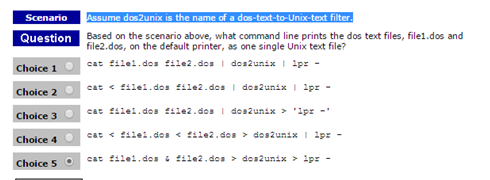 Scenario Assume dos2unix is the name of a dos-text-to-Unix-text filter.
Question Based on the scenario above, what command line prints the dos text files, file1.dos and
file2.dos, on the default printer, as one single Unix text file?
Choice 1 cat file1.dos file2.dos | dos2unix | lpr -
Choice 2 cat < file1.dos file2.dos | dos2unix | lpr -
Choice 3 cat file1.dos file2.dos | dos2unix > 'lpr -'
Choice 4 cat < file1.dos < file2.dos > dos2unix | lpr -
Choice 5 cat file1.dos & file2.dos > dos2unix > lpr -